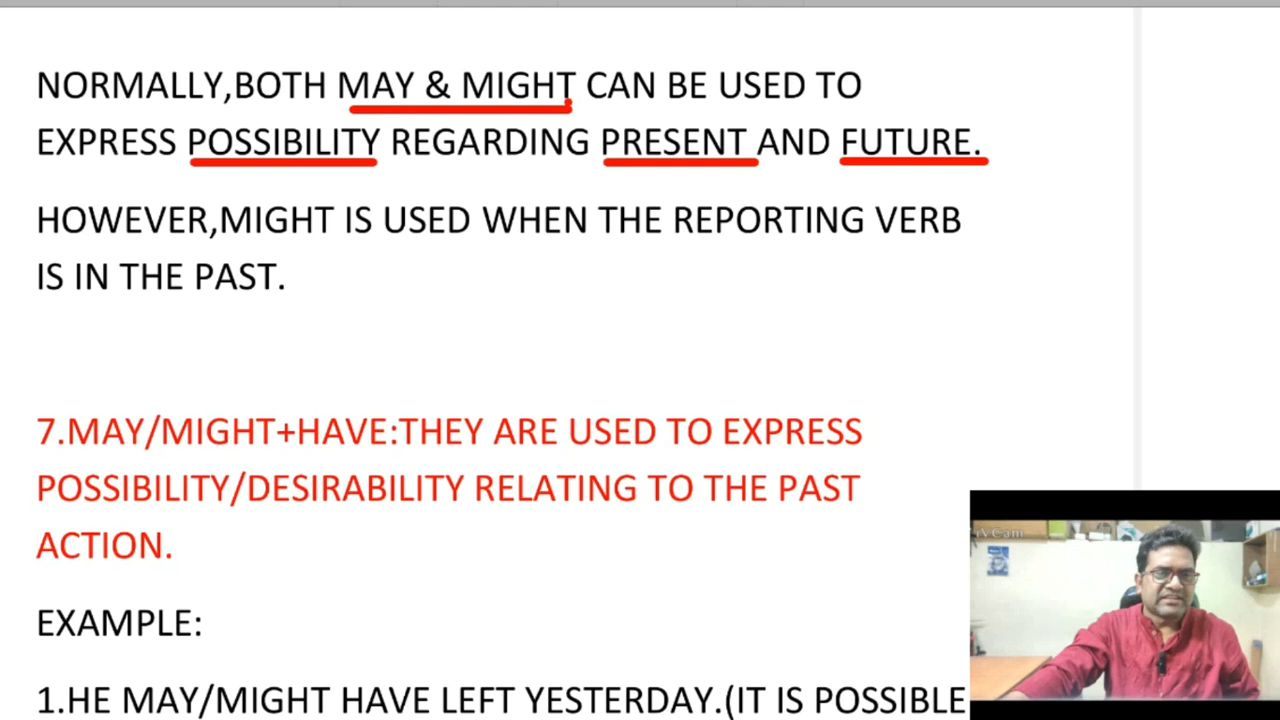 NORMALLY,BOTH MAY & MIGHT CAN BE USED TO
EXPRESS POSSIBILITY REGARDING PRESENT AND FUTURE.
HOWEVER,MIGHT IS USED WHEN THE REPORTING VERB
IS IN THE PAST.
7.MAY/MIGHT+HAVE:THEY ARE USED TO EXPRESS
POSSIBILITY/DESIRABILITY RELATING TO THE PAST
ACTION.
EXAMPLE:
1.HE MAY/MIGHT HAVE LEFT YESTERDAY.(IT IS POSSIBLE